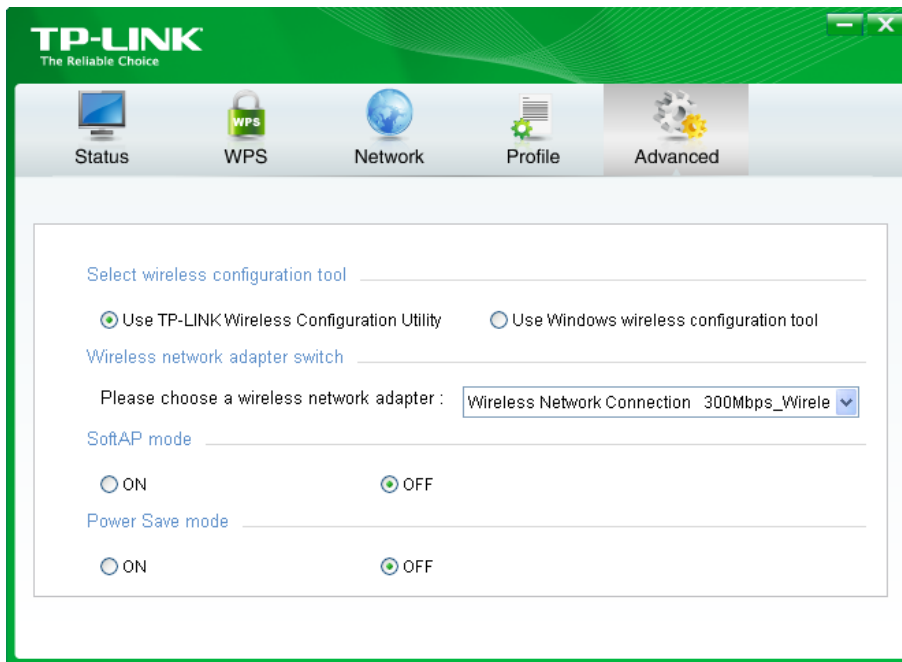 TP-LINK
The Reliable Choice
WPS
Status WPS Network Profile Advanced
Select wireless configuration tool
Use TP-LINK Wireless Configuration Utility Use Windows wireless configuration tool
Wireless network adapter switch
Please choose a wireless network adapter : Wireless Network Connection 300Mbps_Wirele
SoftAP mode
ON OFF
Power Save mode
ON OFF